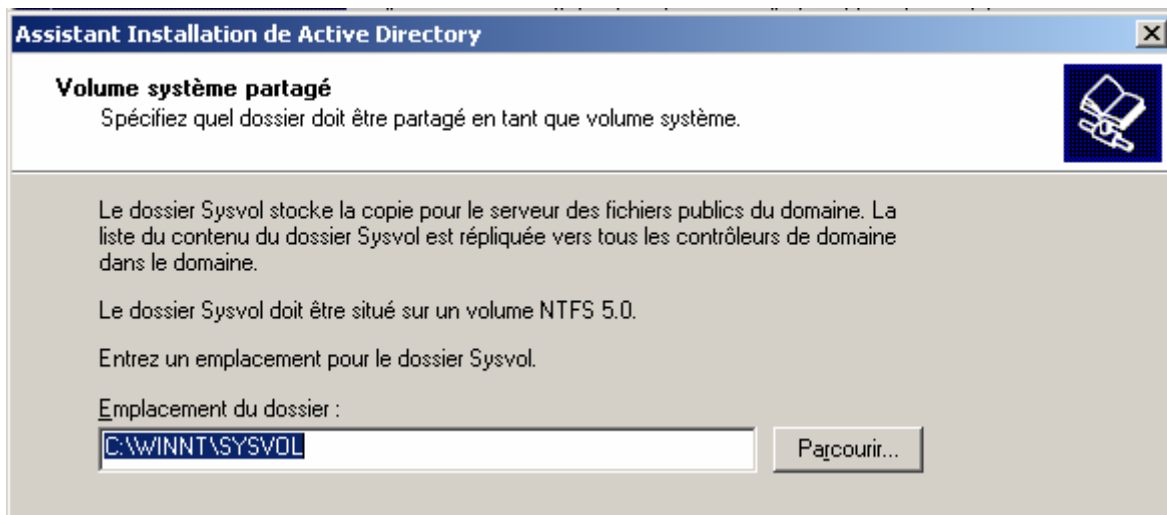 Assistant Installation de Active Directory
Volume système partagé
Spécifiez quel dossier doit être partagé en tant que volume système.
Le dossier Sysvol stocke la copie pour le serveur des fichiers publics du domaine. La
liste du contenu du dossier Sysvol est répliquée vers tous les contrôleurs de domaine
dans le domaine.
Le dossier Sysvol doit être situé sur un volume NTFS 5.0.
Entrez un emplacement pour le dossier Sysvol.
Emplacement du dossier :
C:\WINNT\SYSVOL
Parcourir...